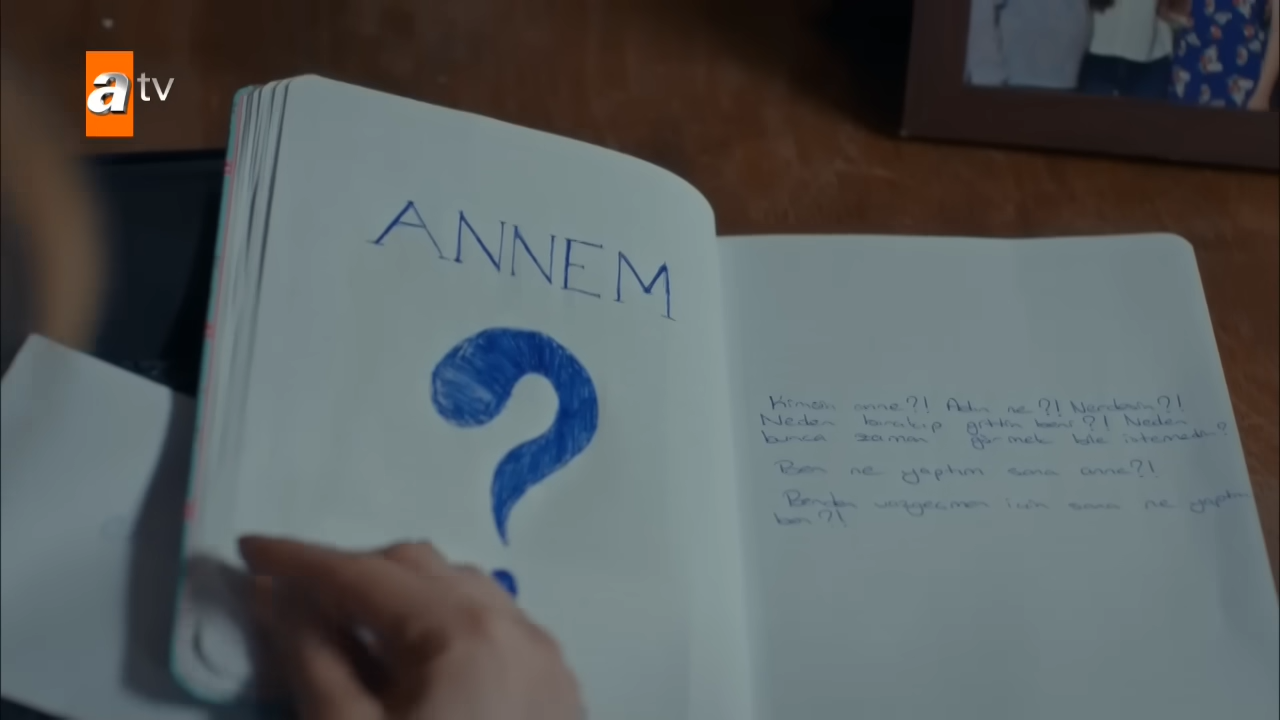 atv
ANNEM
?
Kimsin anne?! Adın ne?! Nerdesin?!
Neden bırakıp gittin beni?! Neden
bunca zaman görmek bile istemedin?
Ben ne yaptım sana anne?!
Benden vazgeçmen için sana ne yaptım
ben?!